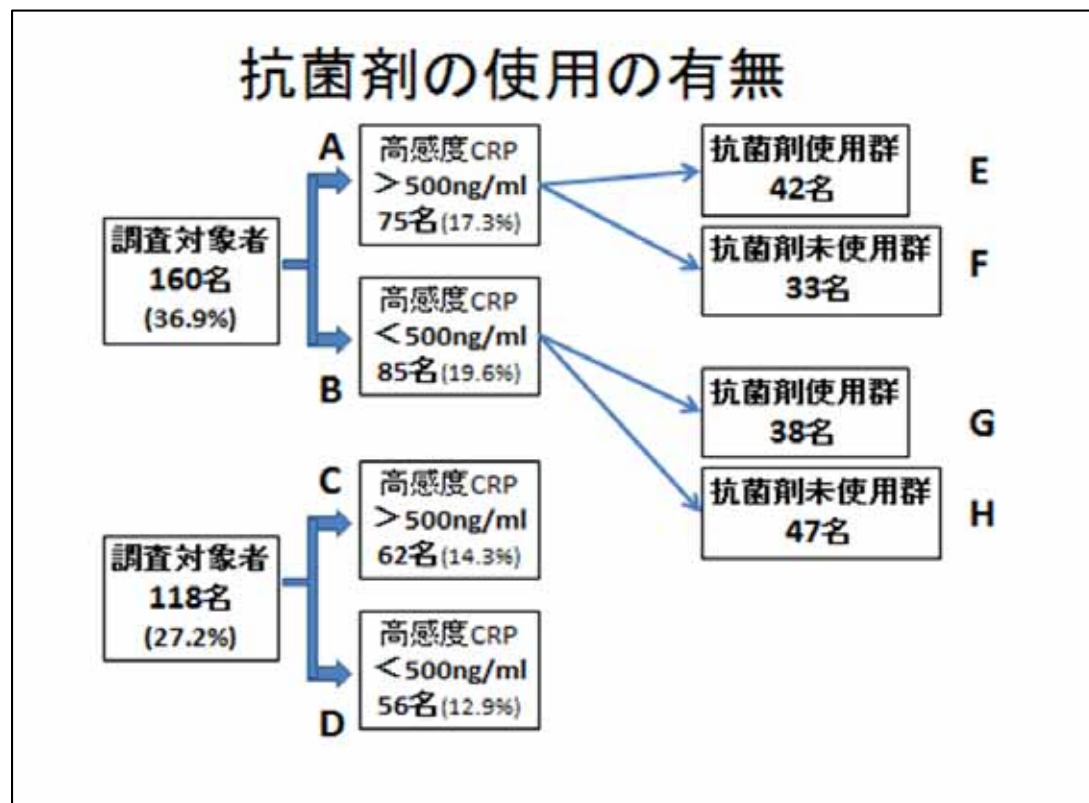 抗菌剤の使用の有無
調査対象者
160名
(36.9%)
A
高感度CRP
＞500ng/ml
75名(17.3%)
B
高感度CRP
＜500ng/ml
85名(19.6%)
抗菌剤使用群
42名
E
抗菌剤未使用群
33名
F
抗菌剤使用群
38名
G
抗菌剤未使用群
47名
H
調査対象者
118名
(27.2%)
C
高感度CRP
＞500ng/ml
62名(14.3%)
D
高感度CRP
＜500ng/ml
56名(12.9%)